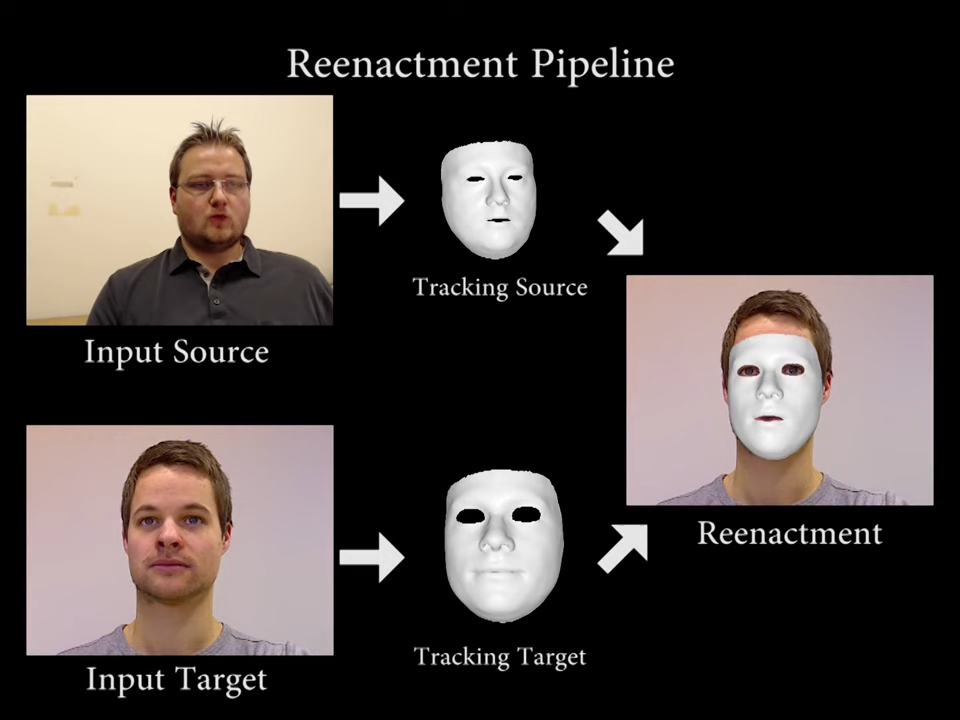 Reenactment Pipeline
Input Source
Tracking Source
Reenactment
Input Target
Tracking Target